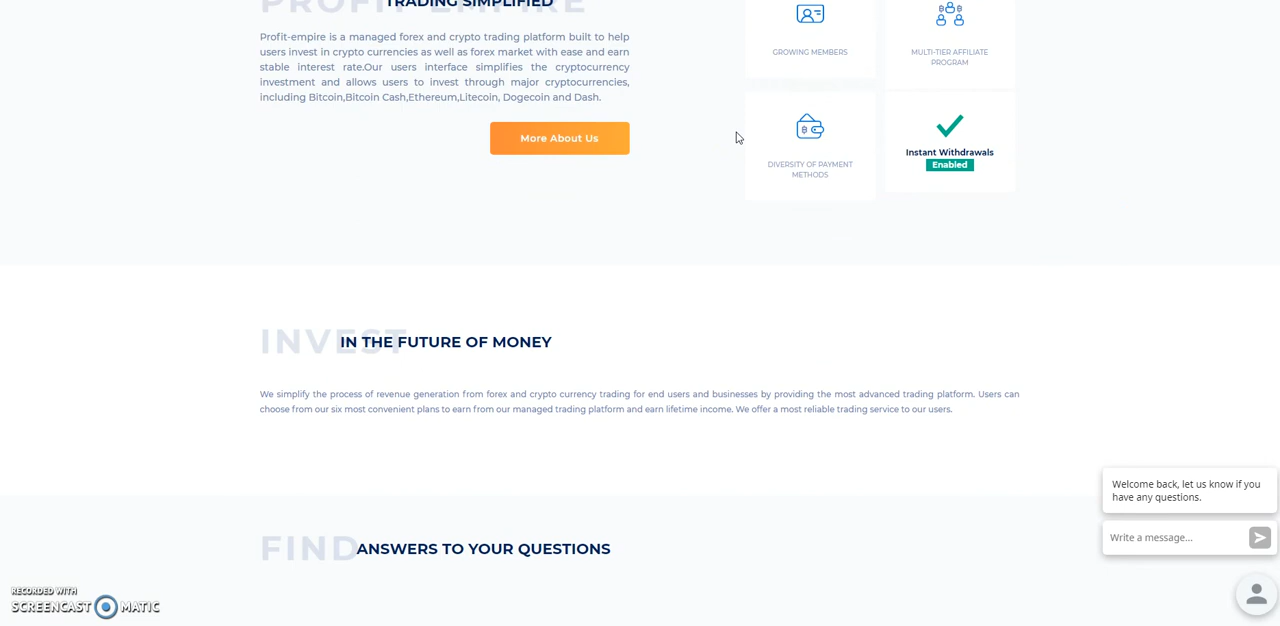 PROFIT EMPIRE
TRADING SIMPLIFIED
Profit-empire is a managed forex and crypto trading platform built to help
users invest in crypto currencies as well as forex market with ease and earn
stable interest rate.Our users interface simplifies the cryptocurrency
investment and allows users to invest through major cryptocurrencies,
including Bitcoin,Bitcoin Cash,Ethereum,Litecoin, Dogecoin and Dash.
More About Us
GROWING MEMBERS
MULTI-TIER AFFILIATE
PROGRAM
DIVERSITY OF PAYMENT
METHODS
Instant Withdrawals
Enabled
INVEST
IN THE FUTURE OF MONEY
We simplify the process of revenue generation from forex and crypto currency trading for end users and businesses by providing the most advanced trading platform. Users can
choose from our six most convenient plans to earn from our managed trading platform and earn lifetime income. We offer a most reliable trading service to our users.
FIND
ANSWERS TO YOUR QUESTIONS
Welcome back, let us know if you
have any questions.
Write a message...
RECORDED WITH
SCREENCAST MATIC